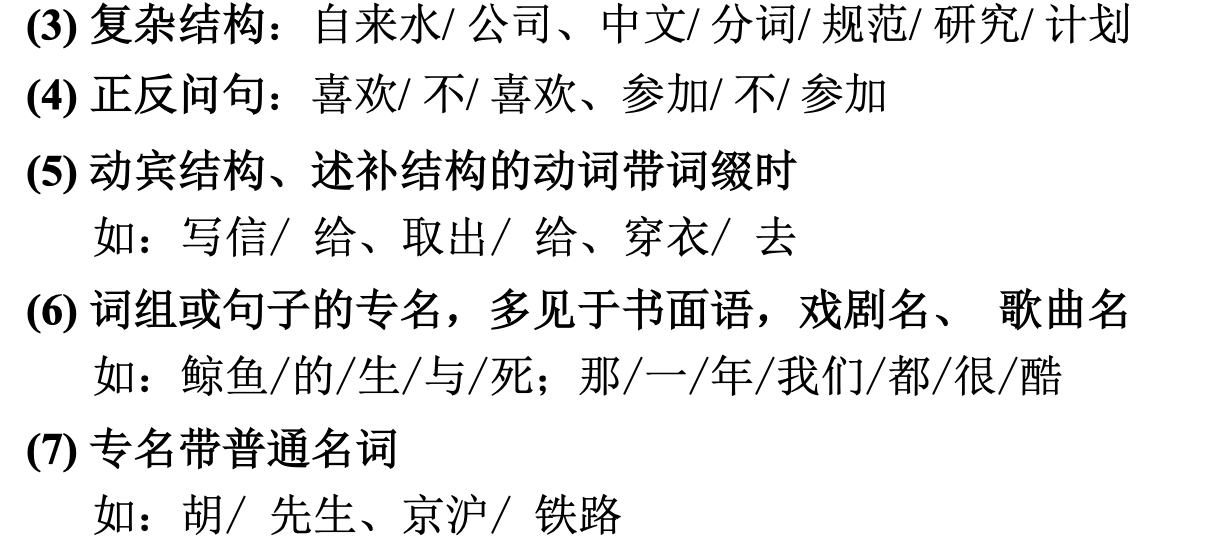 (3) 复杂结构：自来水/ 公司、中文/ 分词/ 规范/ 研究/ 计划
(4) 正反问句：喜欢/ 不/ 喜欢、参加/ 不/ 参加
(5) 动宾结构、述补结构的动词带词缀时
如：写信/ 给、取出/ 给、穿衣/ 去
(6) 词组或句子的专名，多见于书面语，戏剧名、 歌曲名
如：鲸鱼/的/生/与/死；那/一/年/我们/都/很/酷
(7) 专名带普通名词
如：胡/ 先生、京沪/ 铁路